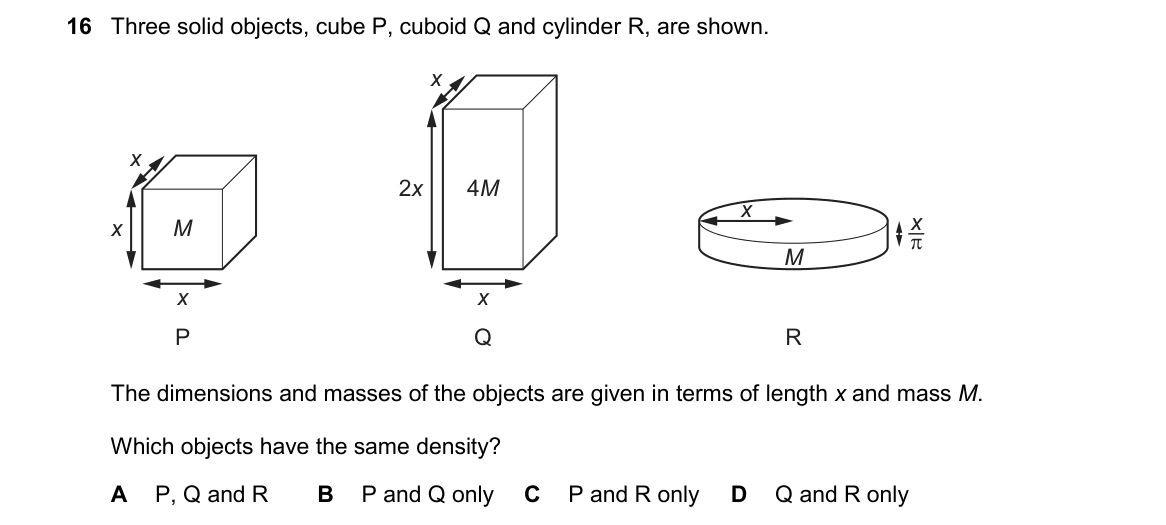 16 Three solid objects, cube P, cuboid Q and cylinder R, are shown.
x
x
M
x
P
x
2x
4M
x
Q
x
M
x
π
R
The dimensions and masses of the objects are given in terms of length x and mass M.
Which objects have the same density?
A P, Q and R B P and Q only C P and R only D Q and R only